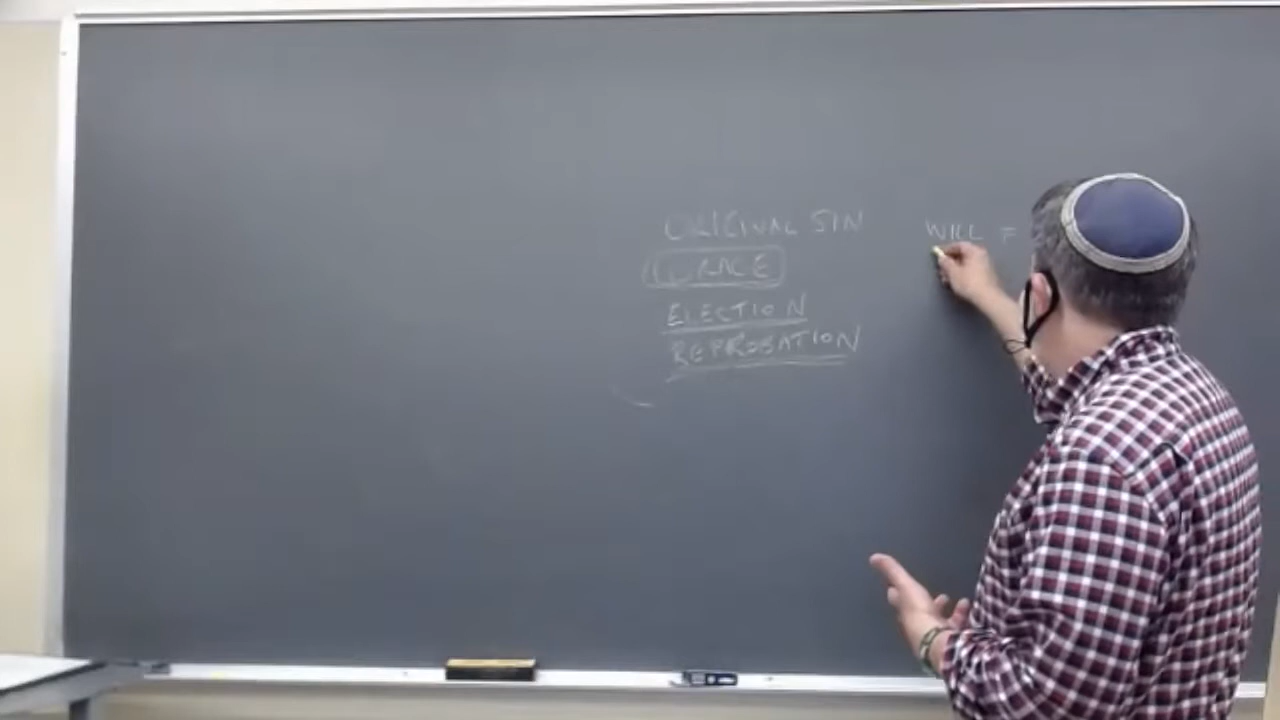 ORIGINAL SIN
GRACE
ELECTION
REPROBATION
WILL =